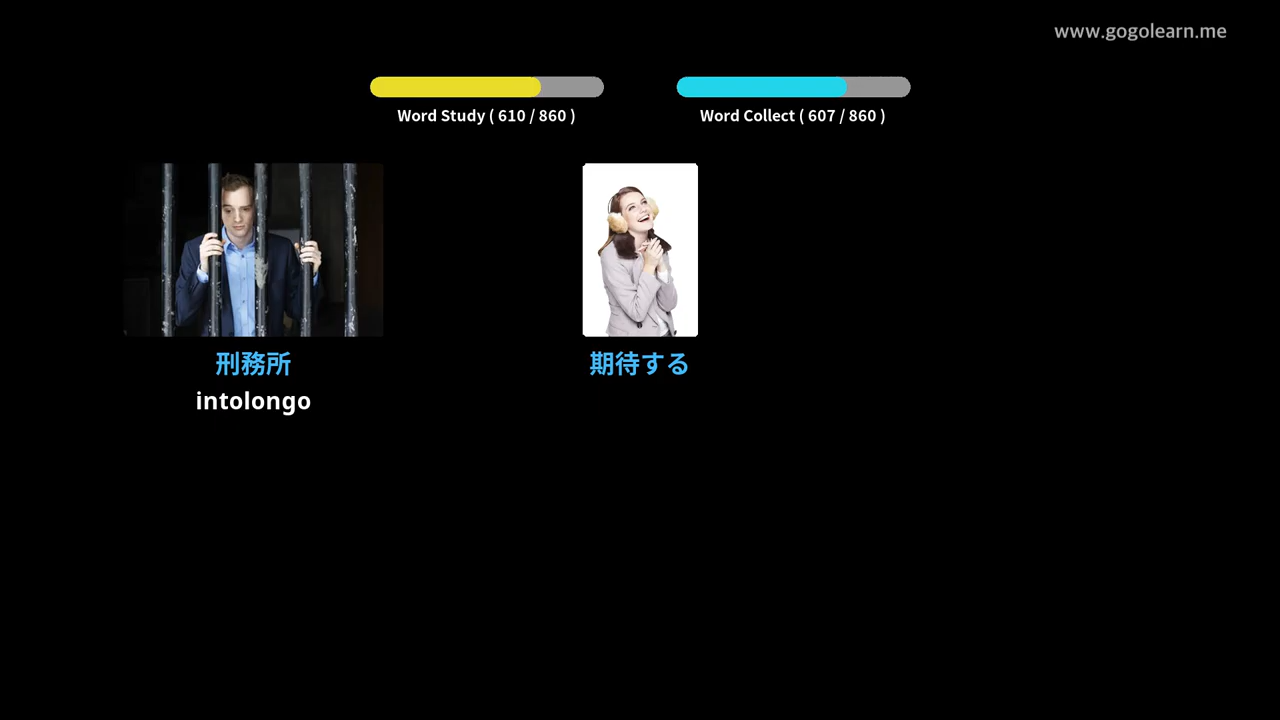 www.gogolearn.me
Word Study ( 610 / 860 )
Word Collect ( 607 / 860 )
刑務所
intolongo
期待する